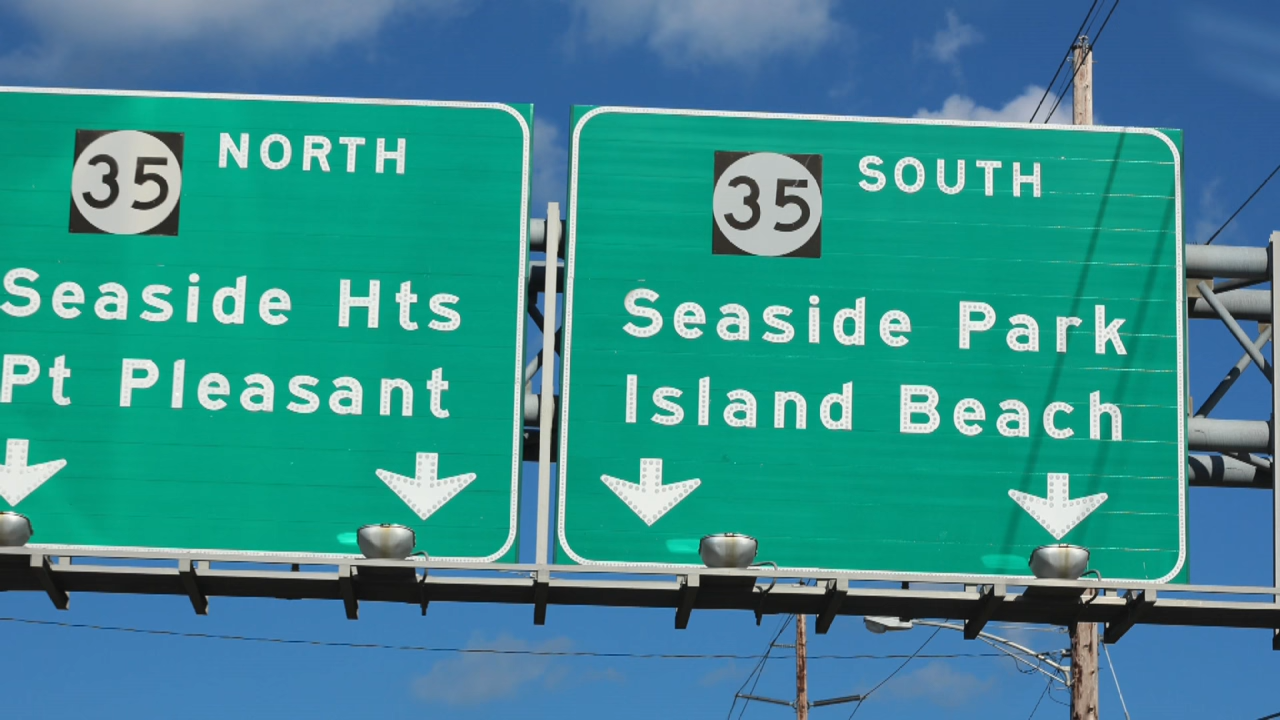 35 NORTH
Seaside Hts
Pt Pleasant
35 SOUTH
Seaside Park
Island Beach